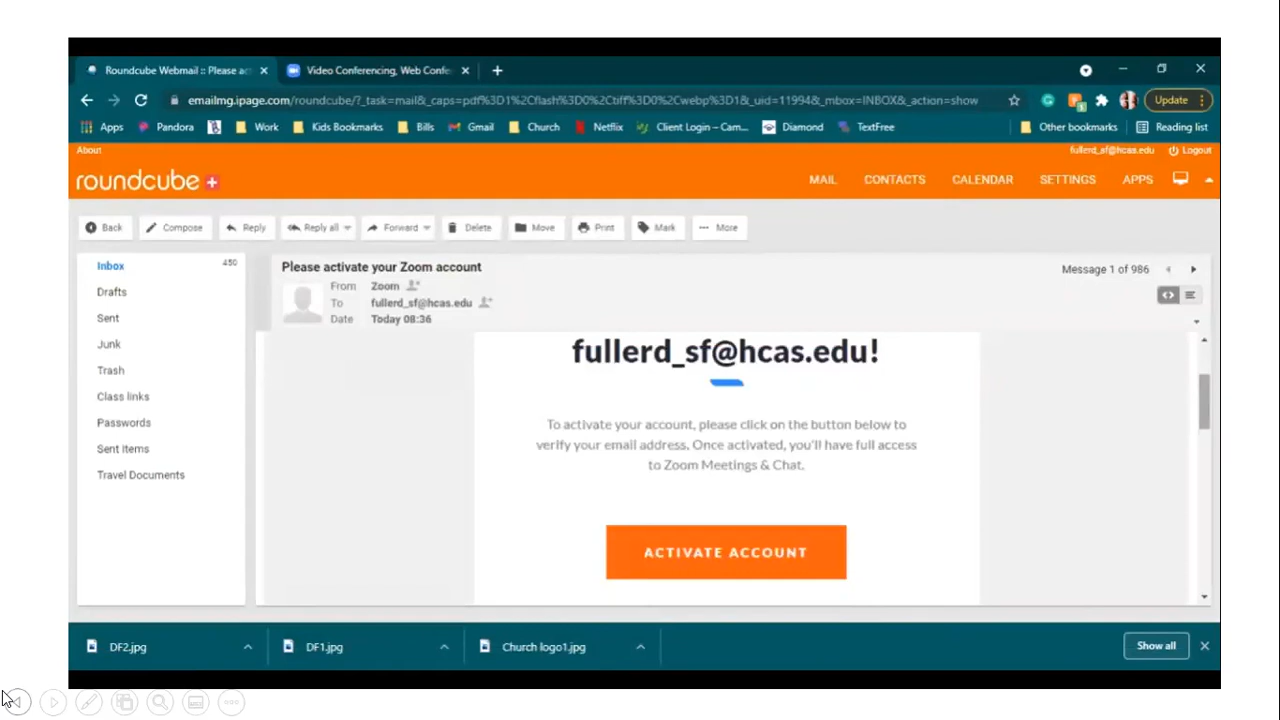 Roundcube Webmail :: Please ac
Video Conferencing, Web Confe
emailmg.ipage.com/roundcube/?_task=mail&_caps=pdf%3D1%2Cflash%3D0%2Ctiff%3D0%2Cwebp%3D1&_uid=11994&_mbox=INBOX&_action=show
Update
Apps Pandora Work Kids Bookmarks Bills Gmail Church Netflix Client Login – Cam... Diamond TextFree Other bookmarks Reading list
About
fullerd_sf@hcas.edu Logout
roundcube
MAIL CONTACTS CALENDAR SETTINGS APPS
Back Compose Reply Reply all Forward Delete Move Print Mark More
Inbox 450
Drafts
Sent
Junk
Trash
Class links
Passwords
Sent Items
Travel Documents
Please activate your Zoom account
Message 1 of 986
From Zoom
To fullerd_sf@hcas.edu
Date Today 08:36
fullerd_sf@hcas.edu!
To activate your account, please click on the button below to
verify your email address. Once activated, you'll have full access
to Zoom Meetings & Chat.
ACTIVATE ACCOUNT
DF2.jpg DF1.jpg Church logo1.jpg Show all